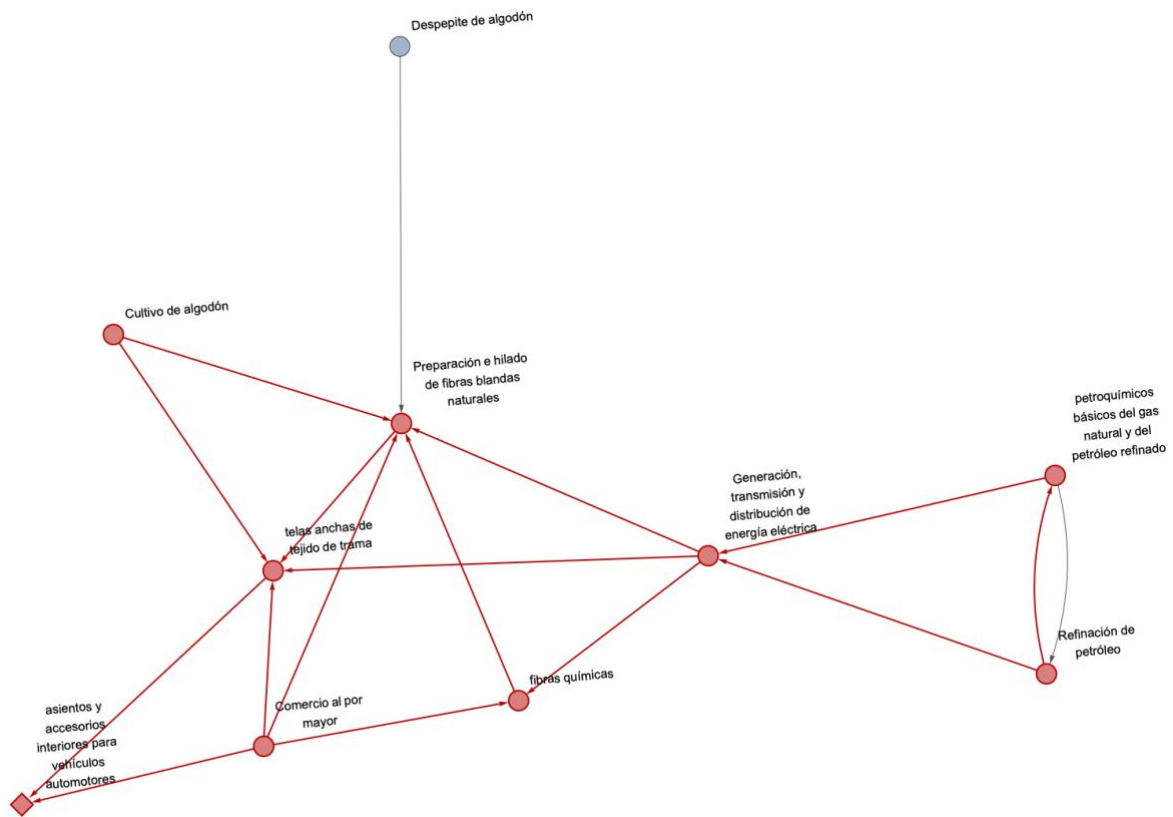 Despepite de algodón
Cultivo de algodón
Preparación e hilado
de fibras blandas
naturales
petroquímicos
básicos del gas
natural y del
petróleo refinado
Generación,
transmisión y
distribución de
energía eléctrica
telas anchas de
tejido de trama
Refinación de
petróleo
fibras químicas
Comercio al por
mayor
asientos y
accesorios
interiores para
vehículos
automotores